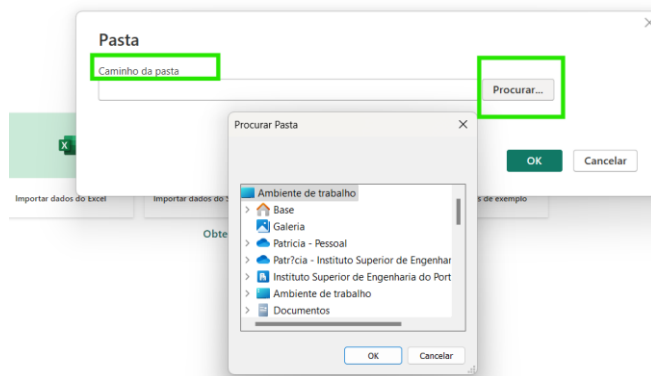 Pasta
Caminho da pasta
Procurar...
Procurar Pasta
OK Cancelar
Importar dados do Excel
Importar dados do S
s de exemplo
Obte
Ambiente de trabalho
Base
Galeria
Patricia - Pessoal
Patr?cia - Instituto Superior de Engenhar
Instituto Superior de Engenharia do Port
Ambiente de trabalho
Documentos
OK Cancelar